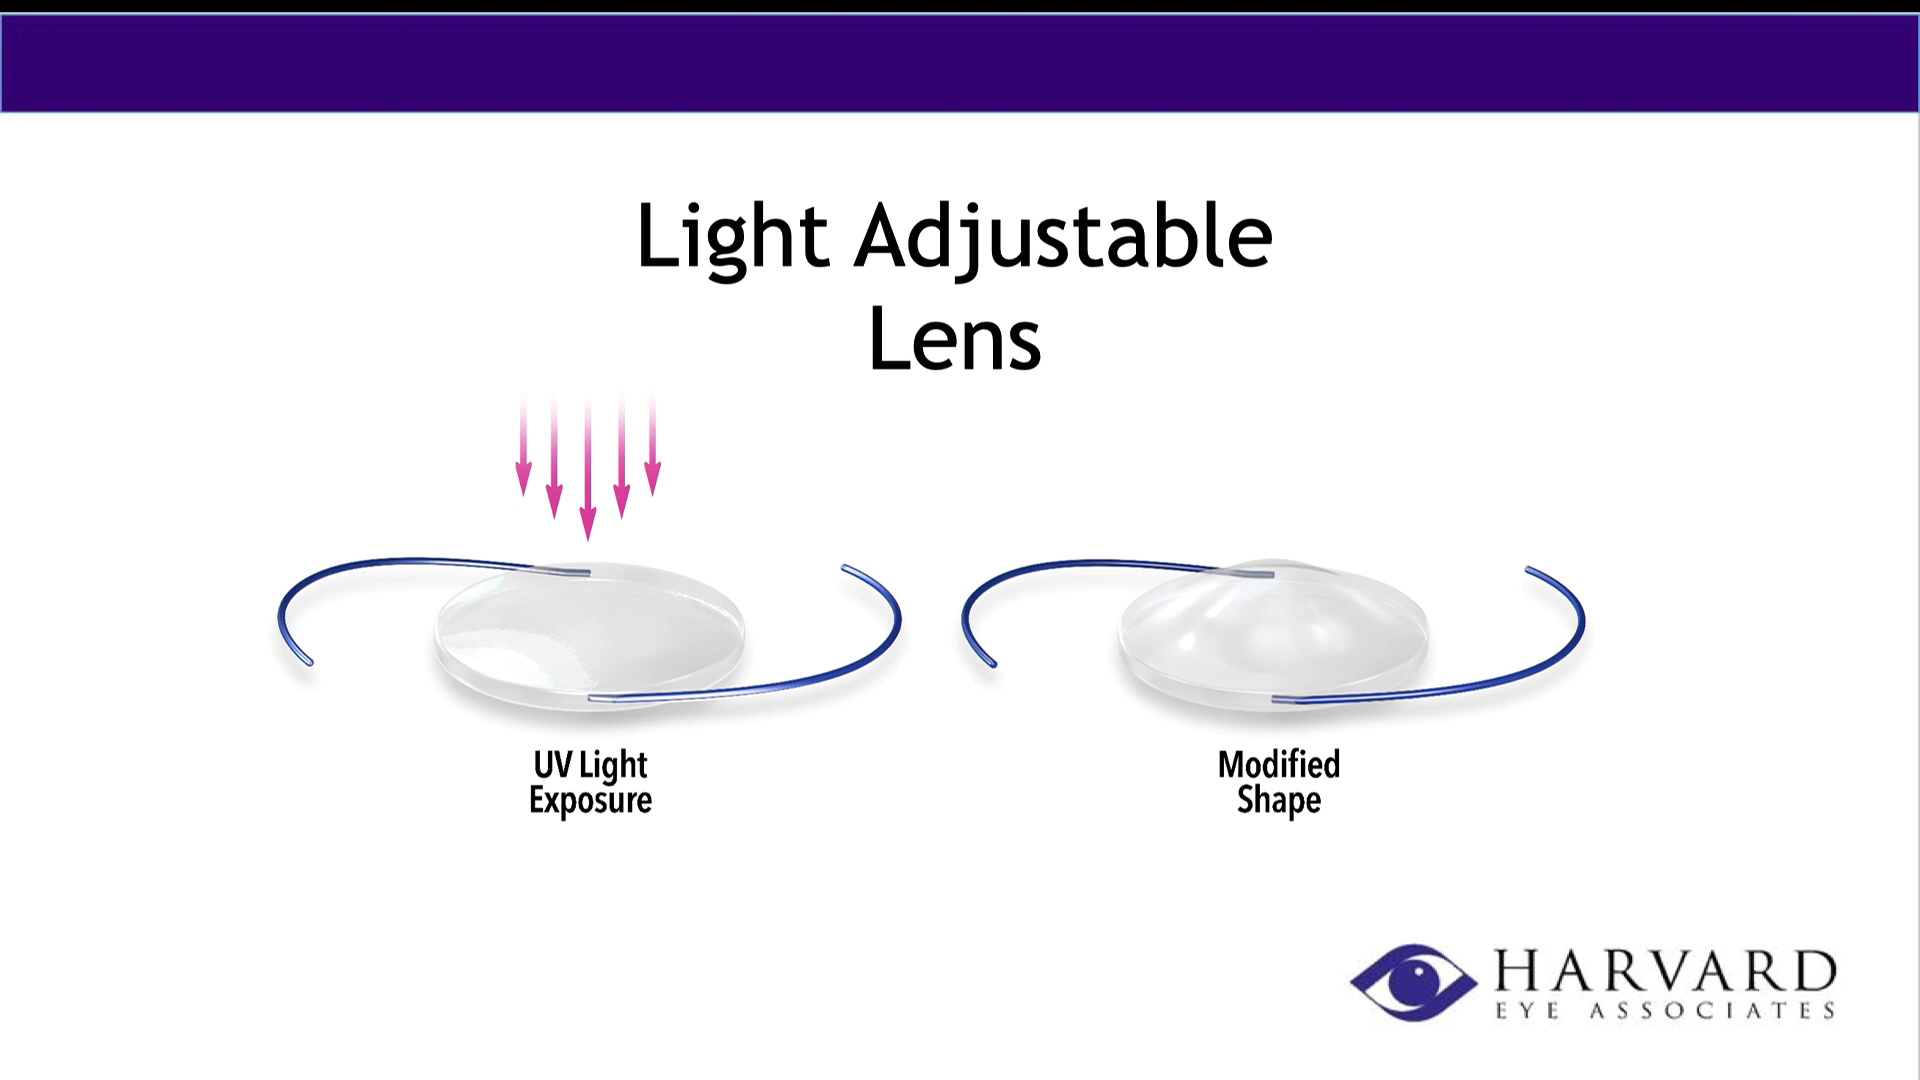 Light Adjustable
Lens
UV Light
Exposure
Modified
Shape
HARVARD
EYE ASSOCIATES